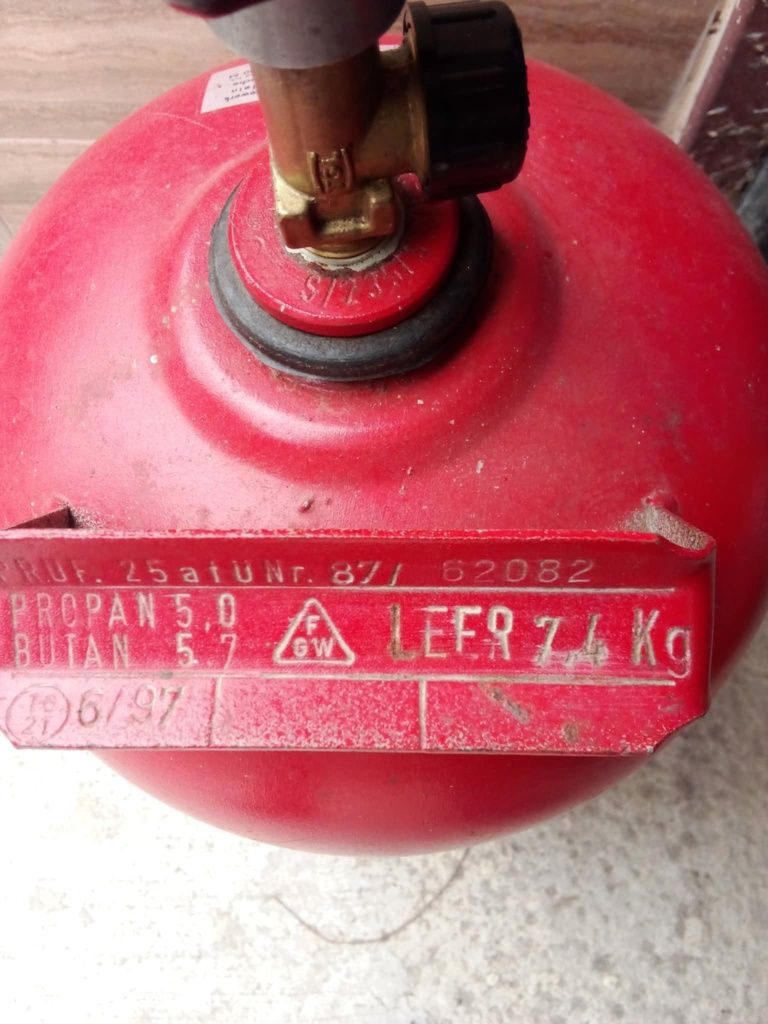 PRÜF. 25 atÜ Nr. 87/ 62082
PROPAN 5,0
BUTAN 5.7
F
GW
LEER 7,4 Kg
6/97